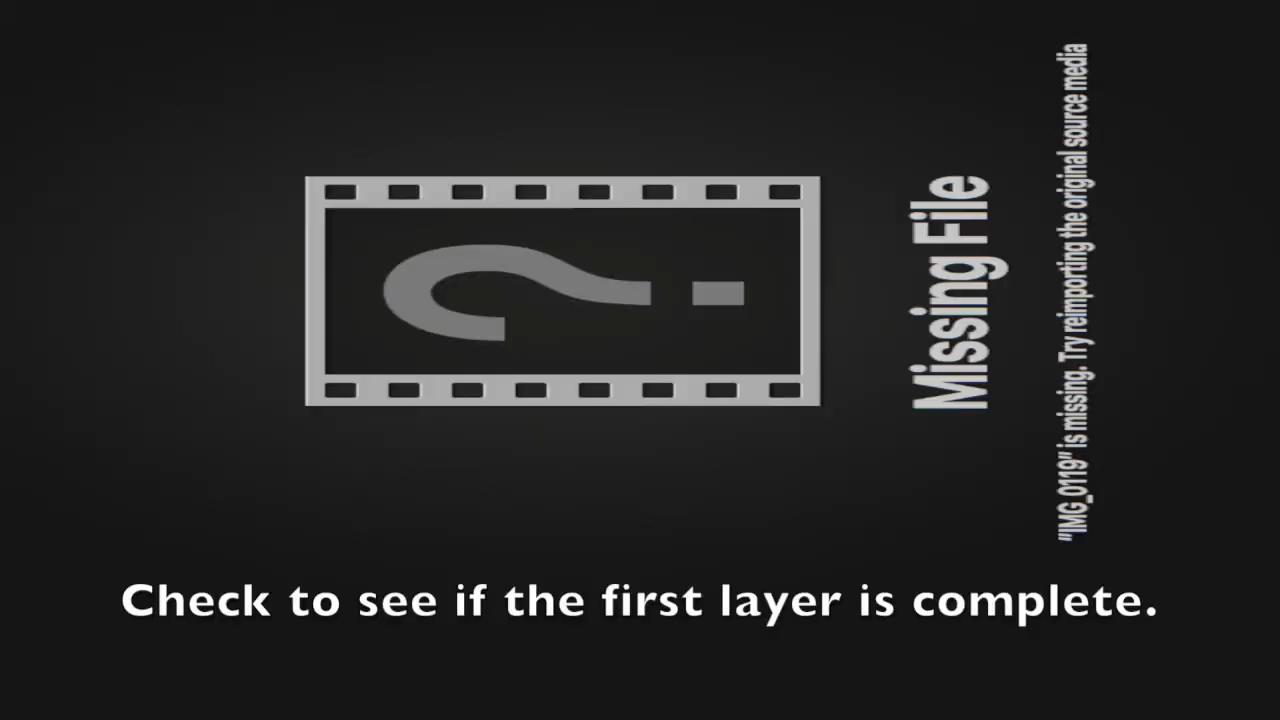 Missing File
"IMG_0119" is missing. Try reimporting the original source media
Check to see if the first layer is complete.